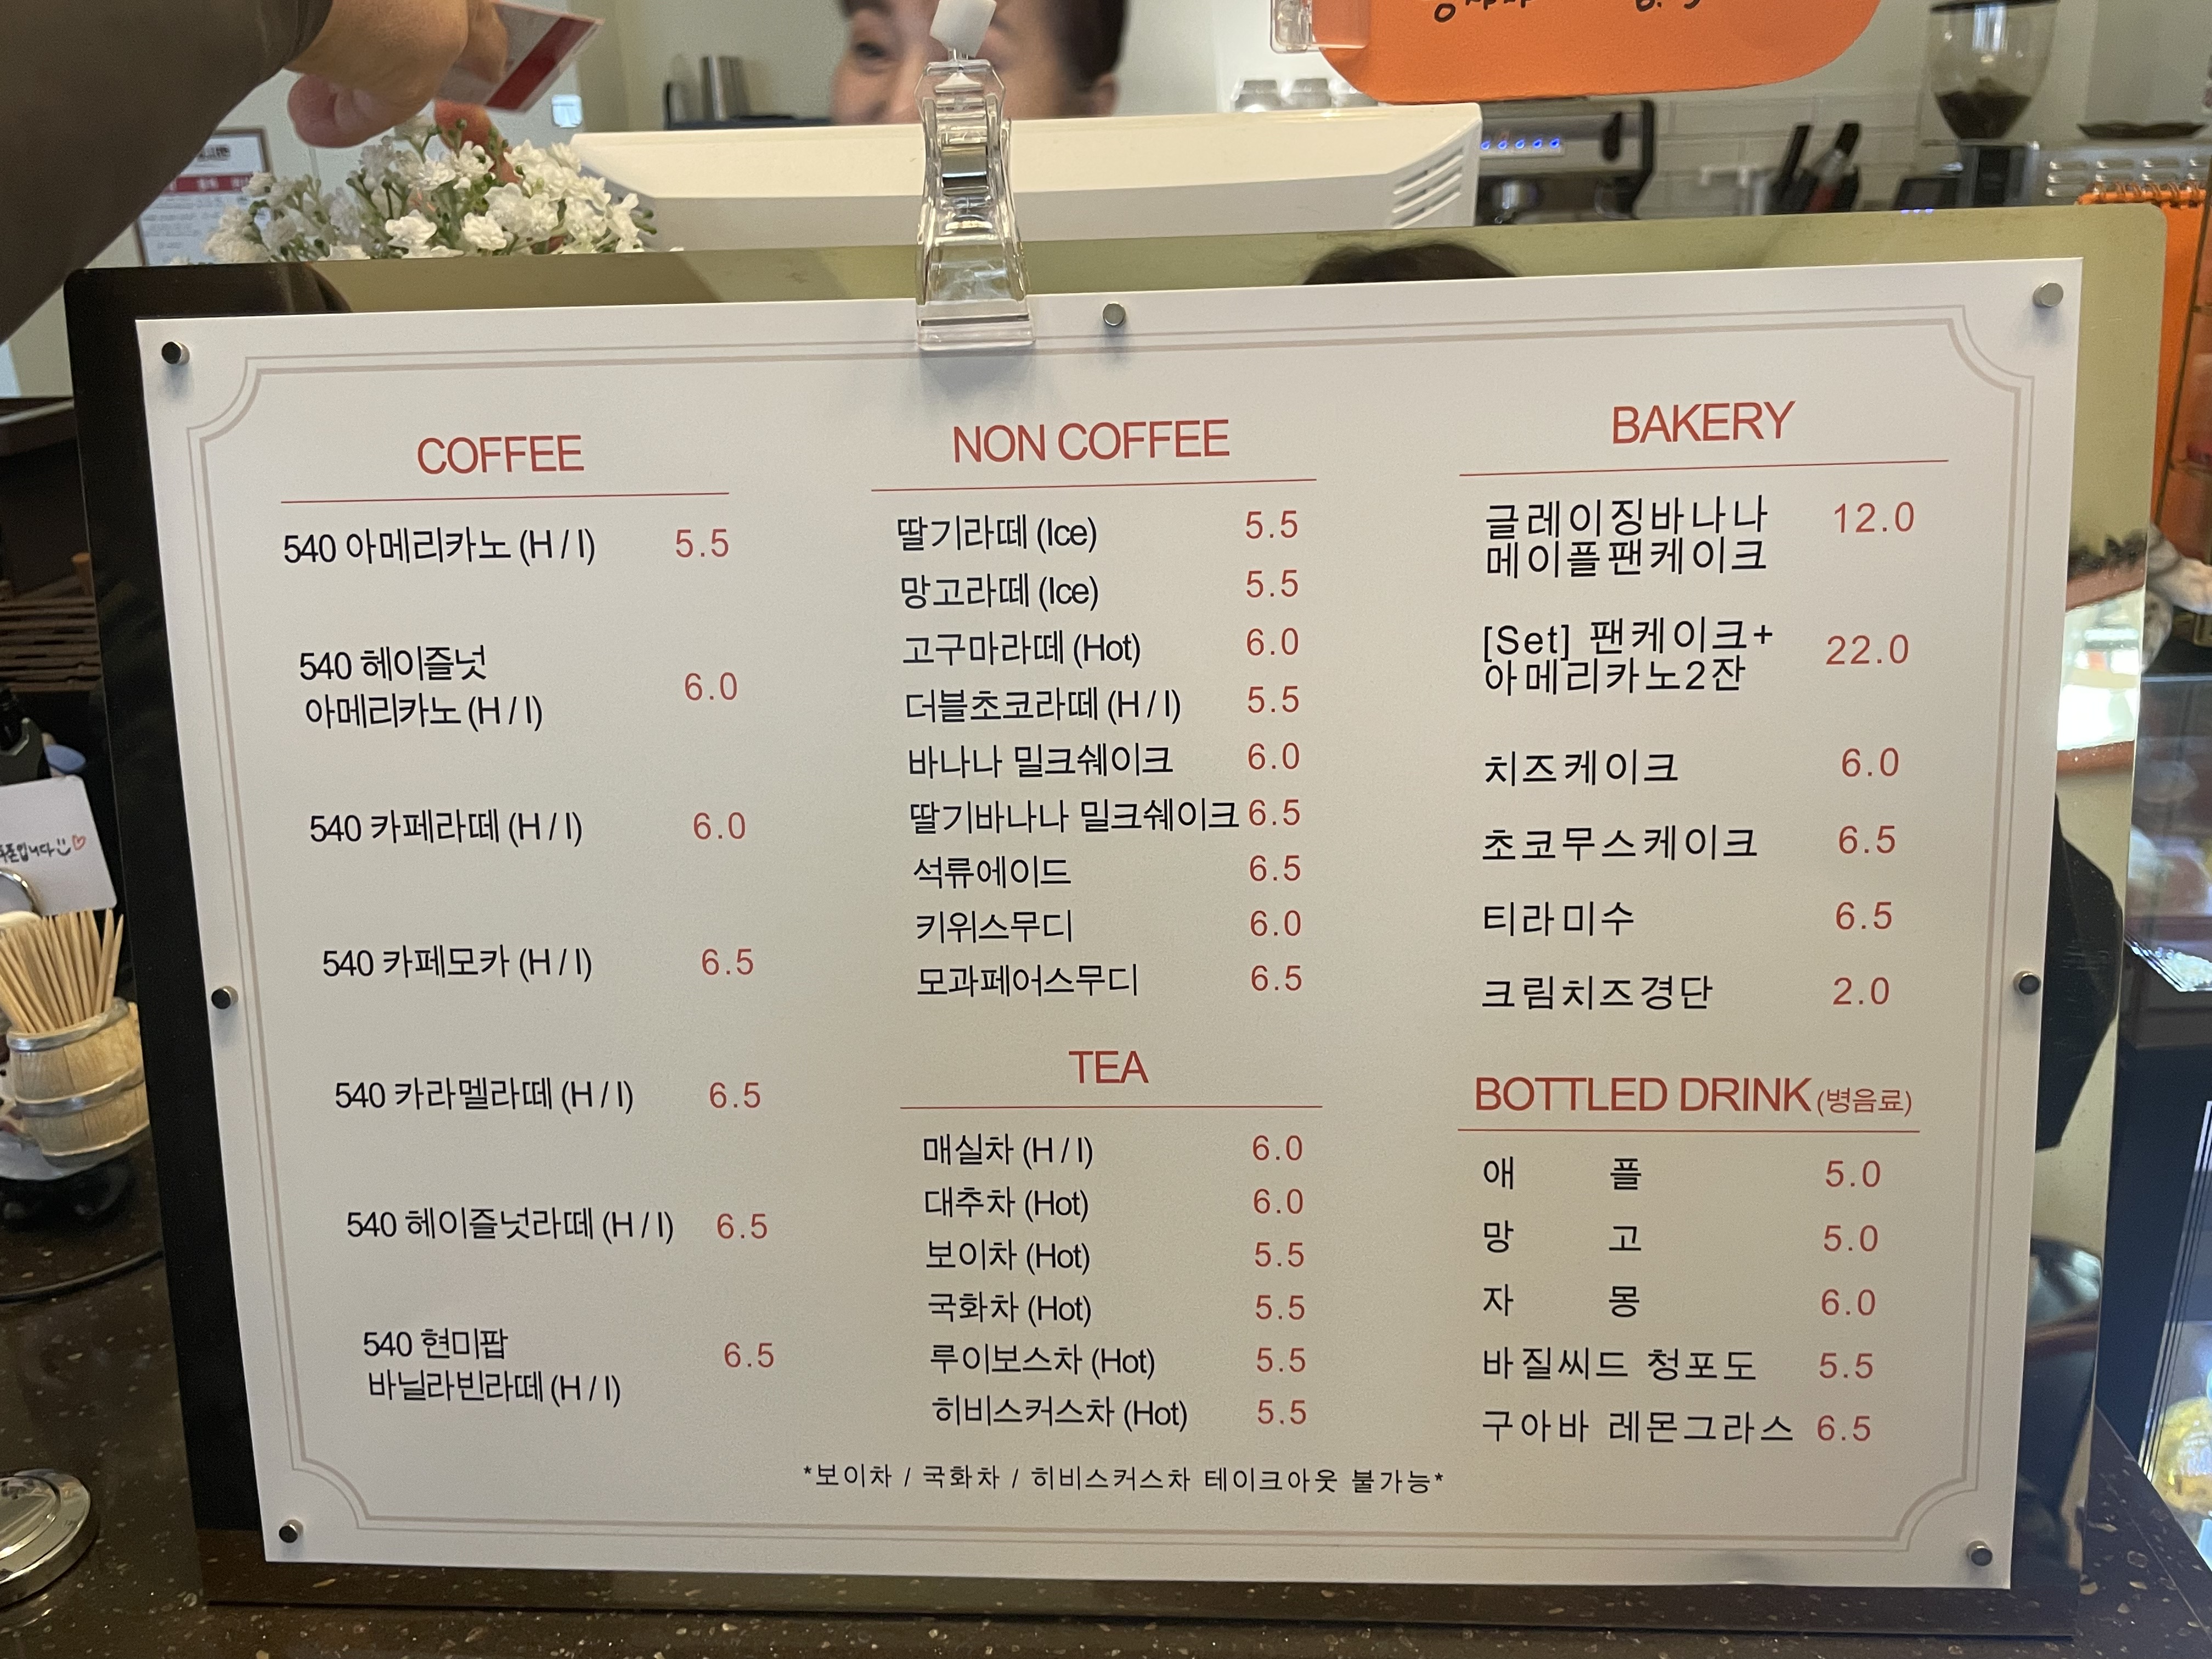 COFFEE
540 아메리카노 (H / I) 5.5
540 헤이즐넛
아메리카노 (H / I) 6.0
540 카페라떼 (H / I) 6.0
540 카페모카 (H / I) 6.5
540 카라멜라떼 (H / I) 6.5
540 헤이즐넛라떼 (H / I) 6.5
540 현미팝
바닐라빈라떼 (H / I) 6.5
NON COFFEE
딸기라떼 (Ice) 5.5
망고라떼 (Ice) 5.5
고구마라떼 (Hot) 6.0
더블초코라떼 (H / I) 5.5
바나나 밀크쉐이크 6.0
딸기바나나 밀크쉐이크 6.5
석류에이드 6.5
키위스무디 6.0
모과페어스무디 6.5
TEA
매실차 (H / I) 6.0
대추차 (Hot) 6.0
보이차 (Hot) 5.5
국화차 (Hot) 5.5
루이보스차 (Hot) 5.5
히비스커스차 (Hot) 5.5
BAKERY
글레이징바나나 12.0
메이플팬케이크
[Set] 팬케이크+ 22.0
아메리카노2잔
치즈케이크 6.0
초코무스케이크 6.5
티라미수 6.5
크림치즈경단 2.0
BOTTLED DRINK (병음료)
애 플 5.0
망 고 5.0
자 몽 6.0
바질씨드 청포도 5.5
구아바 레몬그라스 6.5
*보이차 / 국화차 / 히비스커스차 테이크아웃 불가능*